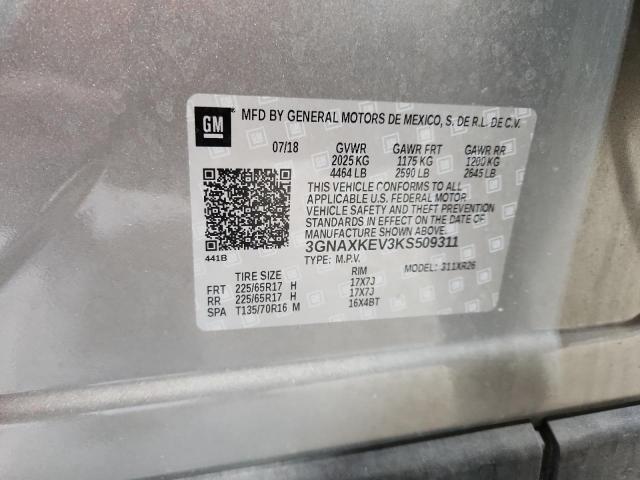 GM
MFD BY GENERAL MOTORS DE MEXICO, S. DE R.L. DE C.V.
07/18 GVWR GAWR FRT GAWR RR
2025 KG 1175 KG 1200 KG
4464 LB 2590 LB 2645 LB
THIS VEHICLE CONFORMS TO ALL
APPLICABLE U.S. FEDERAL MOTOR
VEHICLE SAFETY AND THEFT PREVENTION
STANDARDS IN EFFECT ON THE DATE OF
MANUFACTURE SHOWN ABOVE.
3GNAXKEV3KS509311
441B TYPE: M.P.V. MODEL: 311XR26
TIRE SIZE RIM
FRT 225/65R17 H 17X7J
RR 225/65R17 H 17X7J
SPA T135/70R16 M 16X4BT